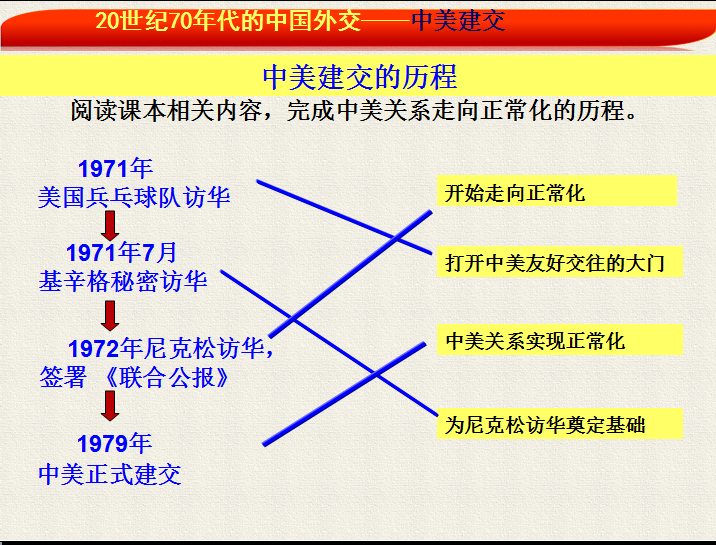 20世纪70年代的中国外交——中美建交
中美建交的历程
阅读课本相关内容，完成中美关系走向正常化的历程。
1971年
美国兵乓球队访华
1971年7月
基辛格秘密访华
1972年尼克松访华，
签署 《联合公报》
1979年
中美正式建交
开始走向正常化
打开中美友好交往的大门
中美关系实现正常化
为尼克松访华奠定基础